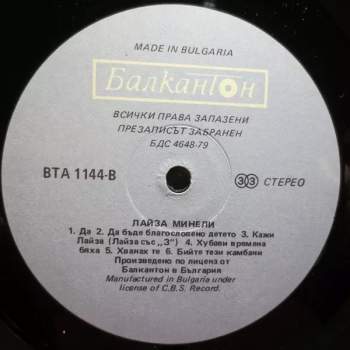 MADE IN BULGARIA
Балкантон
ВСИЧКИ ПРАВА ЗАПАЗЕНИ
ПРЕЗАПИСЪТ ЗАБРАНЕН
БДС 4648-79
ВТА 1144-В
33 СТЕРЕО
ЛАЙЗА МИНЕЛИ
1. Да 2. Да бъде благословено детето 3. Кажи
Лайза (Лайза със „З") 4. Хубави времена
бяха 5. Хванах те 6. Бийте тези камбани
Произведено по лиценз от
Балкантон в България
Manufactured in Bulgaria under
license of C.B.S. Record.